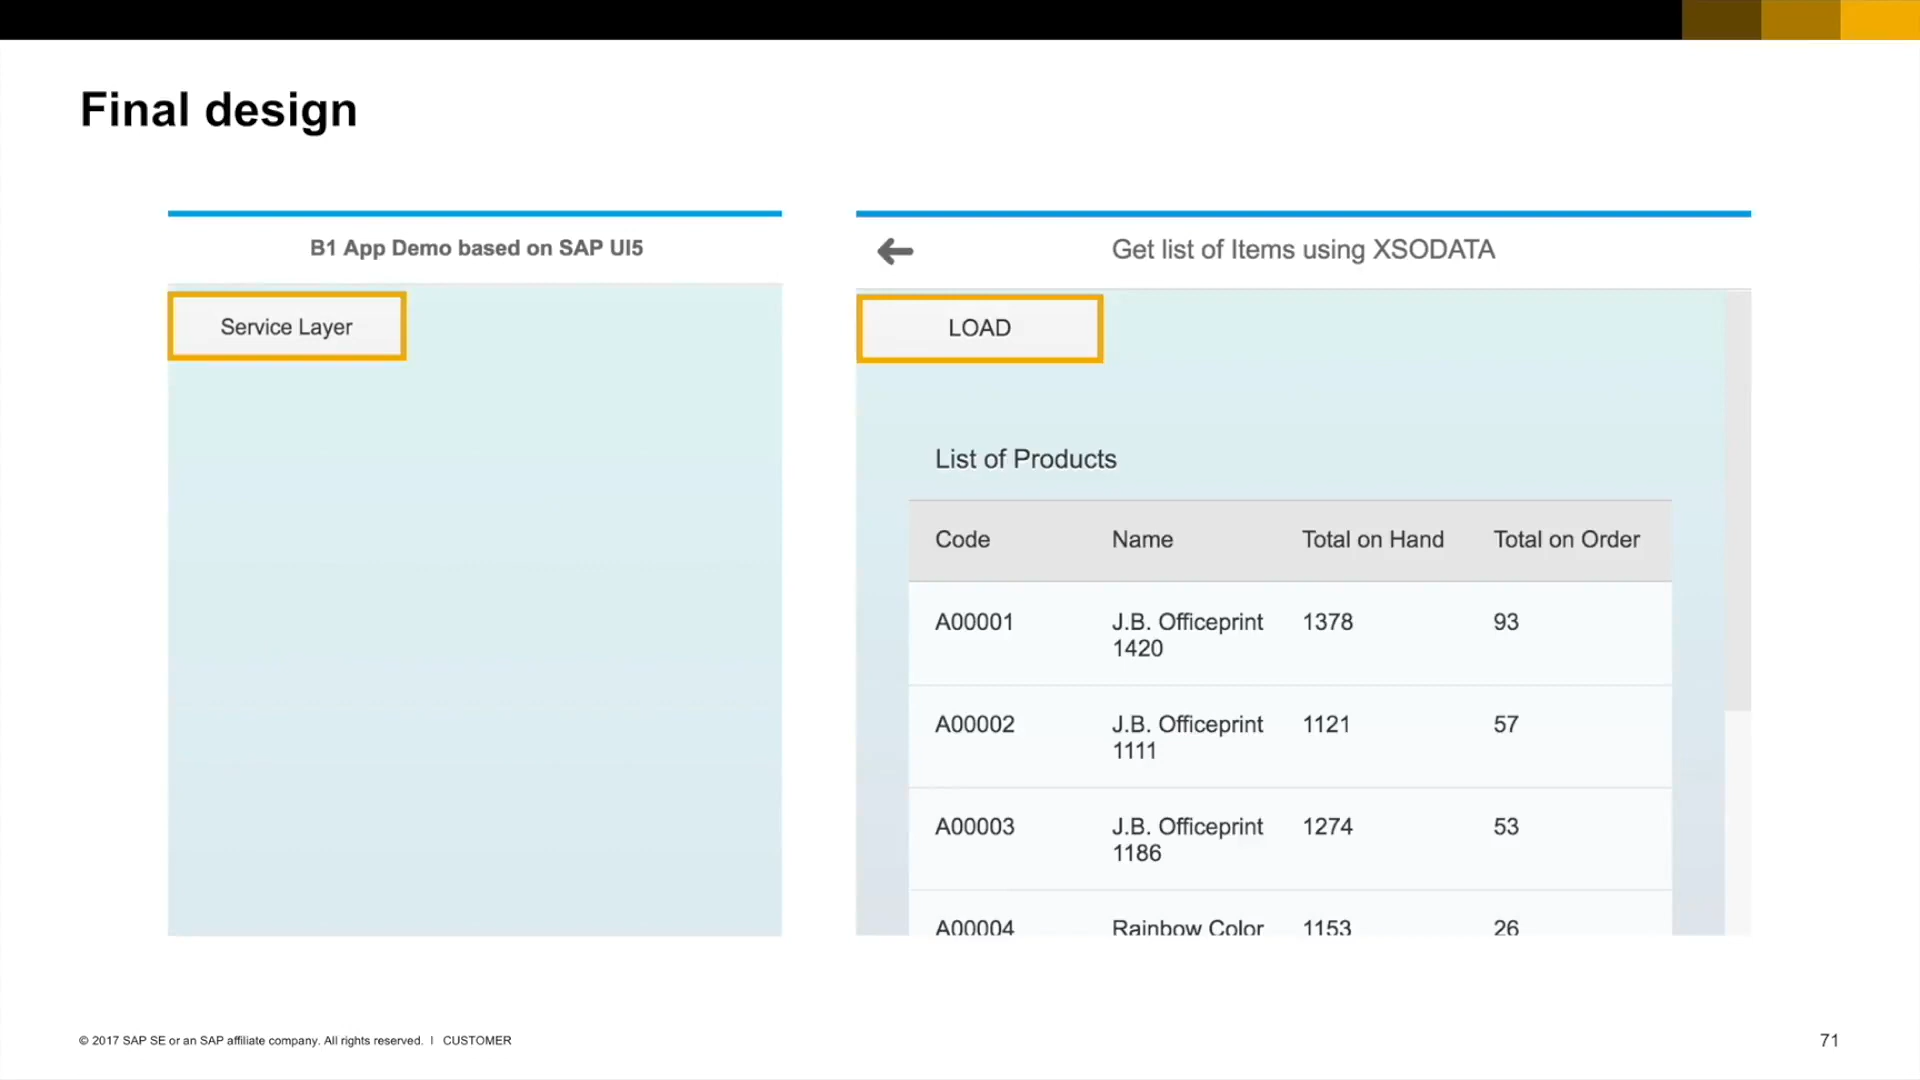 Final design
B1 App Demo based on SAP UI5
Service Layer
Get list of Items using XSODATA
LOAD
List of Products
Code Name Total on Hand Total on Order
A00001 J.B. Officeprint 1378 93
1420
A00002 J.B. Officeprint 1121 57
1111
A00003 J.B. Officeprint 1274 53
1186
A00004 Rainbow Color 1153 26
© 2017 SAP SE or an SAP affiliate company. All rights reserved. I CUSTOMER
71